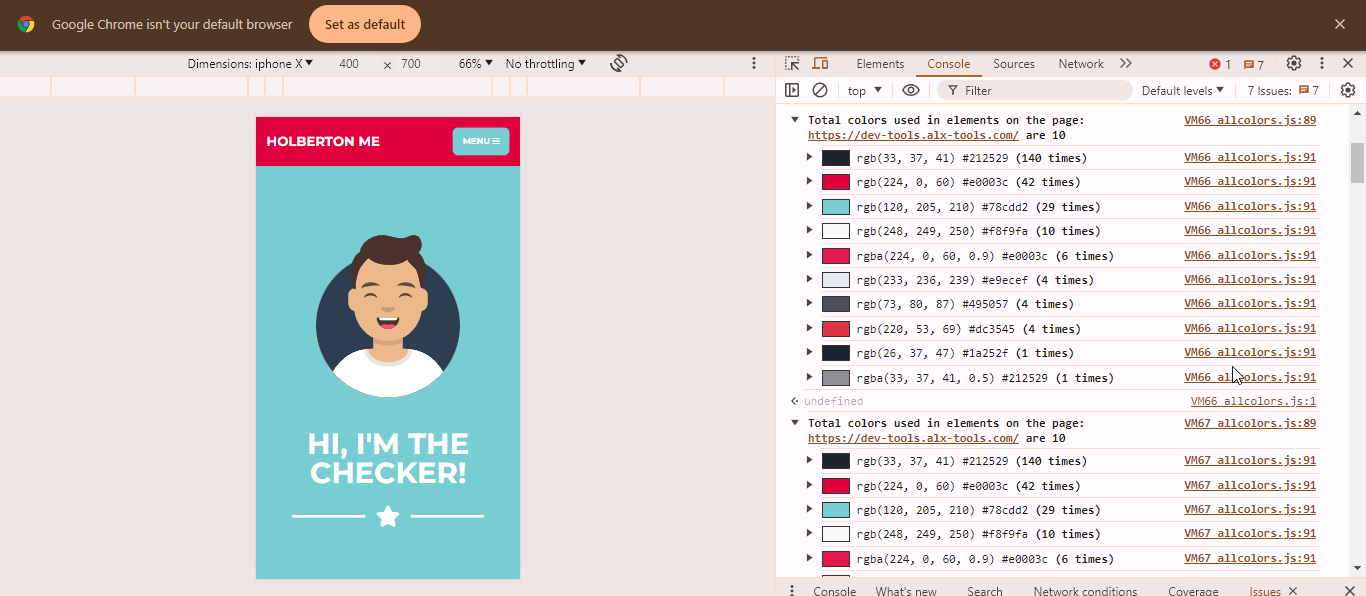 Google Chrome isn't your default browser Set as default
Dimensions: iphone X 400 × 700 66% No throttling
Elements Console Sources Network 1 7
top Filter Default levels 7 Issues: 7
HOLBERTON ME MENU
HI, I'M THE
CHECKER!
Total colors used in elements on the page: VM66 allcolors.js:89
https://dev-tools.alx-tools.com/ are 10
rgb(33, 37, 41) #212529 (140 times) VM66 allcolors.js:91
rgb(224, 0, 60) #e0003c (42 times) VM66 allcolors.js:91
rgb(120, 205, 210) #78cdd2 (29 times) VM66 allcolors.js:91
rgb(248, 249, 250) #f8f9fa (10 times) VM66 allcolors.js:91
rgba(224, 0, 60, 0.9) #e0003c (6 times) VM66 allcolors.js:91
rgb(233, 236, 239) #e9ecef (4 times) VM66 allcolors.js:91
rgb(73, 80, 87) #495057 (4 times) VM66 allcolors.js:91
rgb(220, 53, 69) #dc3545 (4 times) VM66 allcolors.js:91
rgb(26, 37, 47) #1a252f (1 times) VM66 allcolors.js:91
rgba(33, 37, 41, 0.5) #212529 (1 times) VM66 allcolors.js:91
undefined VM66 allcolors.js:1
Total colors used in elements on the page: VM67 allcolors.js:89
https://dev-tools.alx-tools.com/ are 10
rgb(33, 37, 41) #212529 (140 times) VM67 allcolors.js:91
rgb(224, 0, 60) #e0003c (42 times) VM67 allcolors.js:91
rgb(120, 205, 210) #78cdd2 (29 times) VM67 allcolors.js:91
rgb(248, 249, 250) #f8f9fa (10 times) VM67 allcolors.js:91
rgba(224, 0, 60, 0.9) #e0003c (6 times) VM67 allcolors.js:91
Console What's new Search Network conditions Coverage Issues